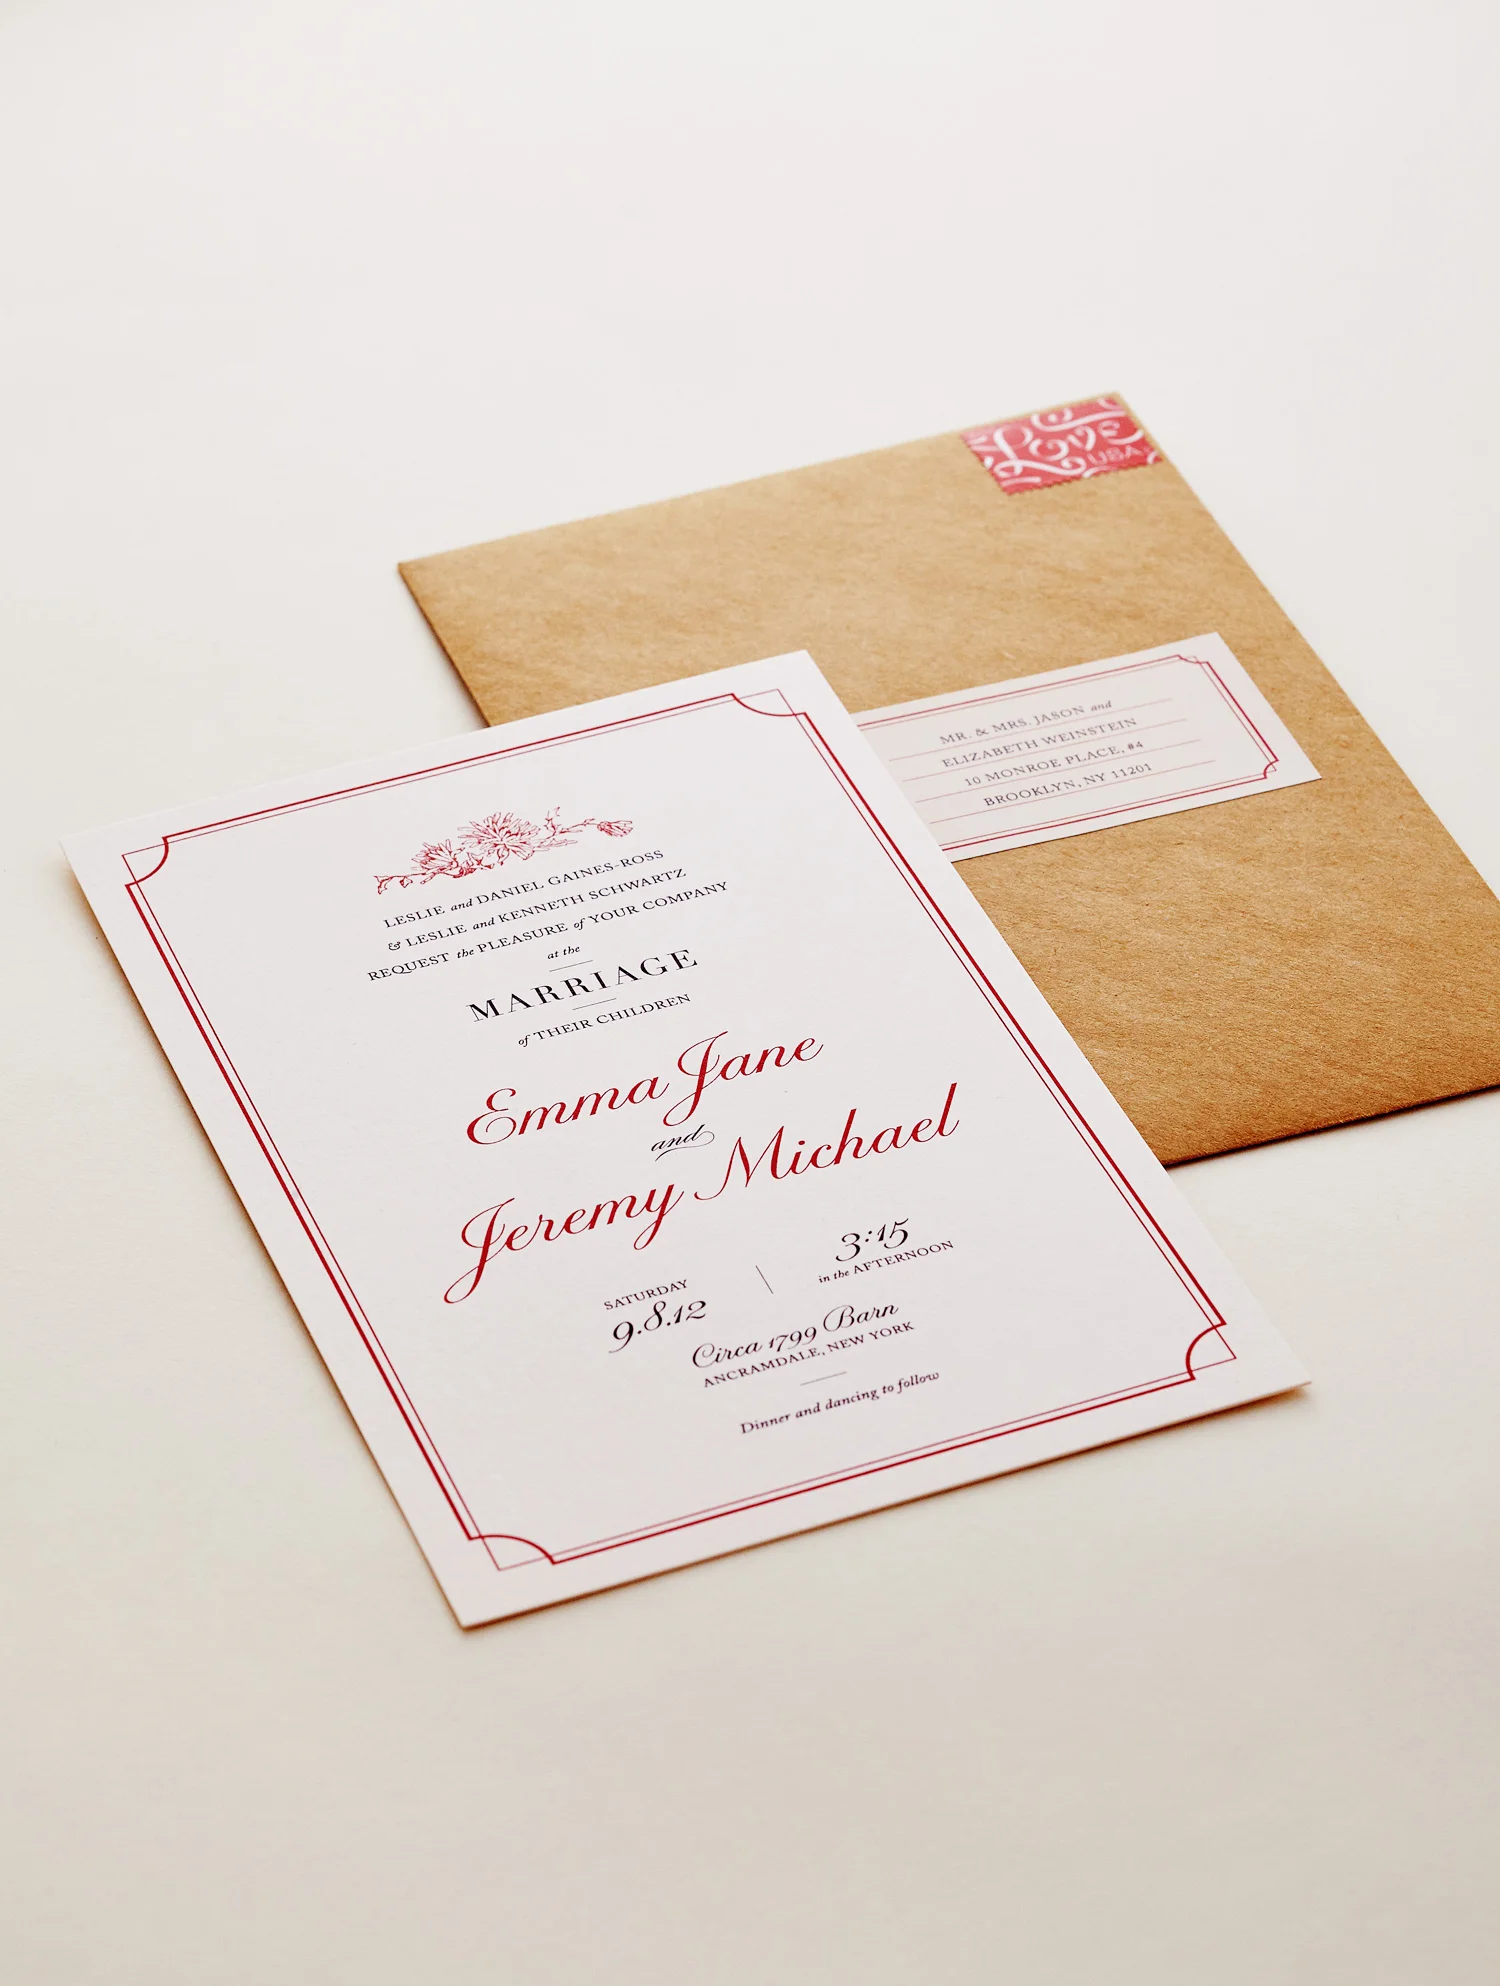 LESLIE and DANIEL GAINES-ROSS
& LESLIE and KENNETH SCHWARTZ
REQUEST the PLEASURE of YOUR COMPANY
at the
MARRIAGE
of THEIR CHILDREN
Emma Jane
and
Jeremy Michael
SATURDAY
9.8.12
3:15
in the AFTERNOON
Circa 1799 Barn
ANCRAMDALE, NEW YORK
Dinner and dancing to follow
Love
USA
MR. & MRS. JASON and
ELIZABETH WEINSTEIN
10 MONROE PLACE, #4
BROOKLYN, NY 11201